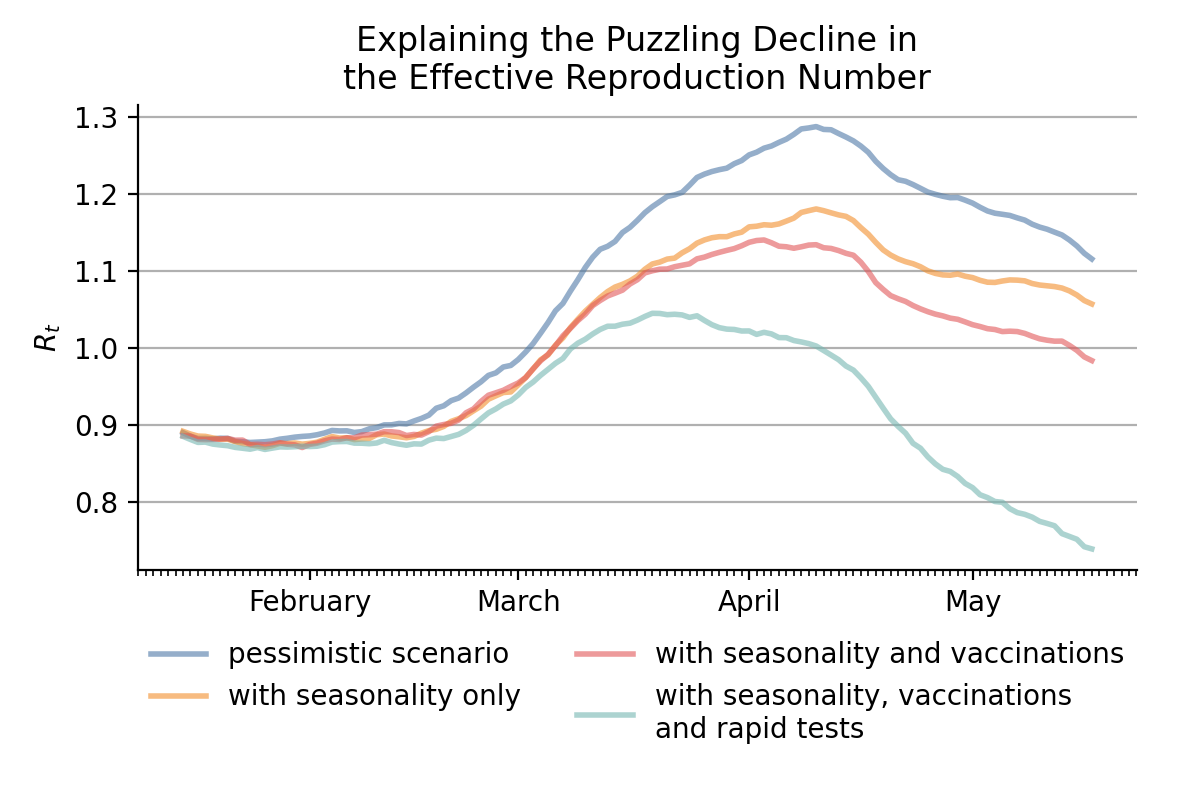 Explaining the Puzzling Decline in
the Effective Reproduction Number
1.3
1.2
1.1
1.0
0.9
0.8
R_t
February March April May
pessimistic scenario
with seasonality only
with seasonality and vaccinations
with seasonality, vaccinations
and rapid tests